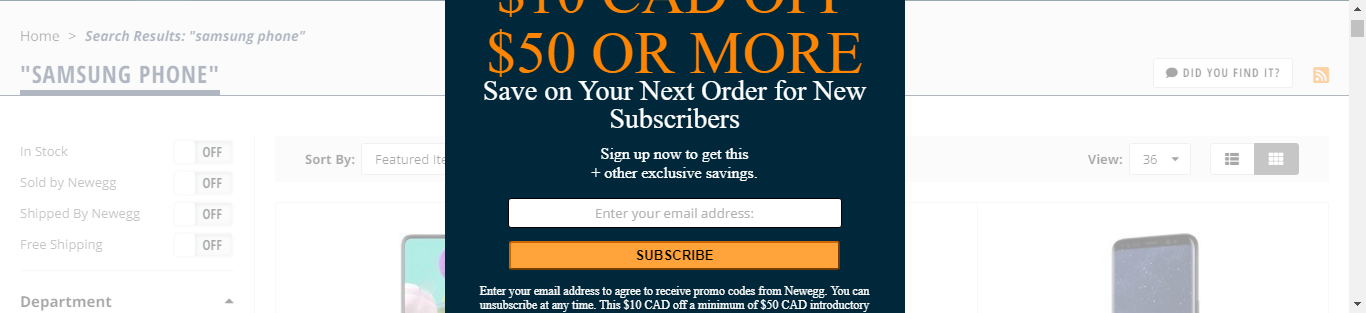 $10 CAD OFF
$50 OR MORE
Save on Your Next Order for New
Subscribers
Sign up now to get this
+ other exclusive savings.
Enter your email address:
SUBSCRIBE
Enter your email address to agree to receive promo codes from Newegg. You can
unsubscribe at any time. This $10 CAD off a minimum of $50 CAD introductory
Home > Search Results: "samsung phone"
"SAMSUNG PHONE"
DID YOU FIND IT?
In Stock OFF
Sold by Newegg OFF
Shipped By Newegg OFF
Free Shipping OFF
Department
Sort By: Featured Ite
View: 36